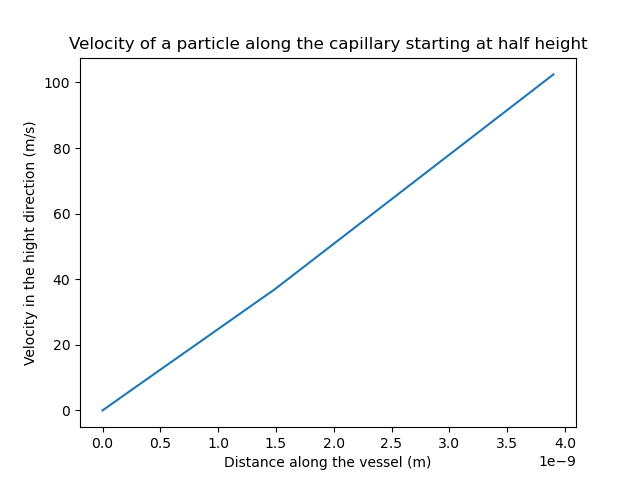 Velocity of a particle along the capillary starting at half height
Velocity in the hight direction (m/s)
100
80
60
40
20
0
0.0 0.5 1.0 1.5 2.0 2.5 3.0 3.5 4.0
1e−9
Distance along the vessel (m)